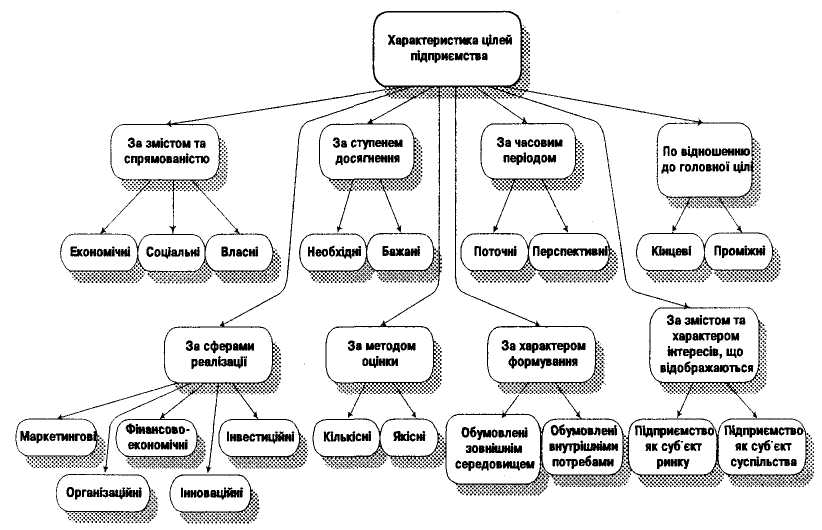 Характеристика цілей
підприємства
За змістом та
спрямованістю
За ступенем
досягнення
За часовим
періодом
По відношенню
до головної цілі
Економічні
Соціальні
Власні
Необхідні
Бажані
Поточні
Перспективні
Кінцеві
Проміжні
За сферами
реалізації
За методом
оцінки
За характером
формування
За змістом та
характером
інтересів, що
відображаються
Маркетингові
Фінансово-
економічні
Інвестиційні
Організаційні
Інноваційні
Кількісні
Якісні
Обумовлені
зовнішнім
середовищем
Обумовлені
внутрішніми
потребами
Підприємство
як суб'єкт
ринку
Підприємство
як суб'єкт
суспільства